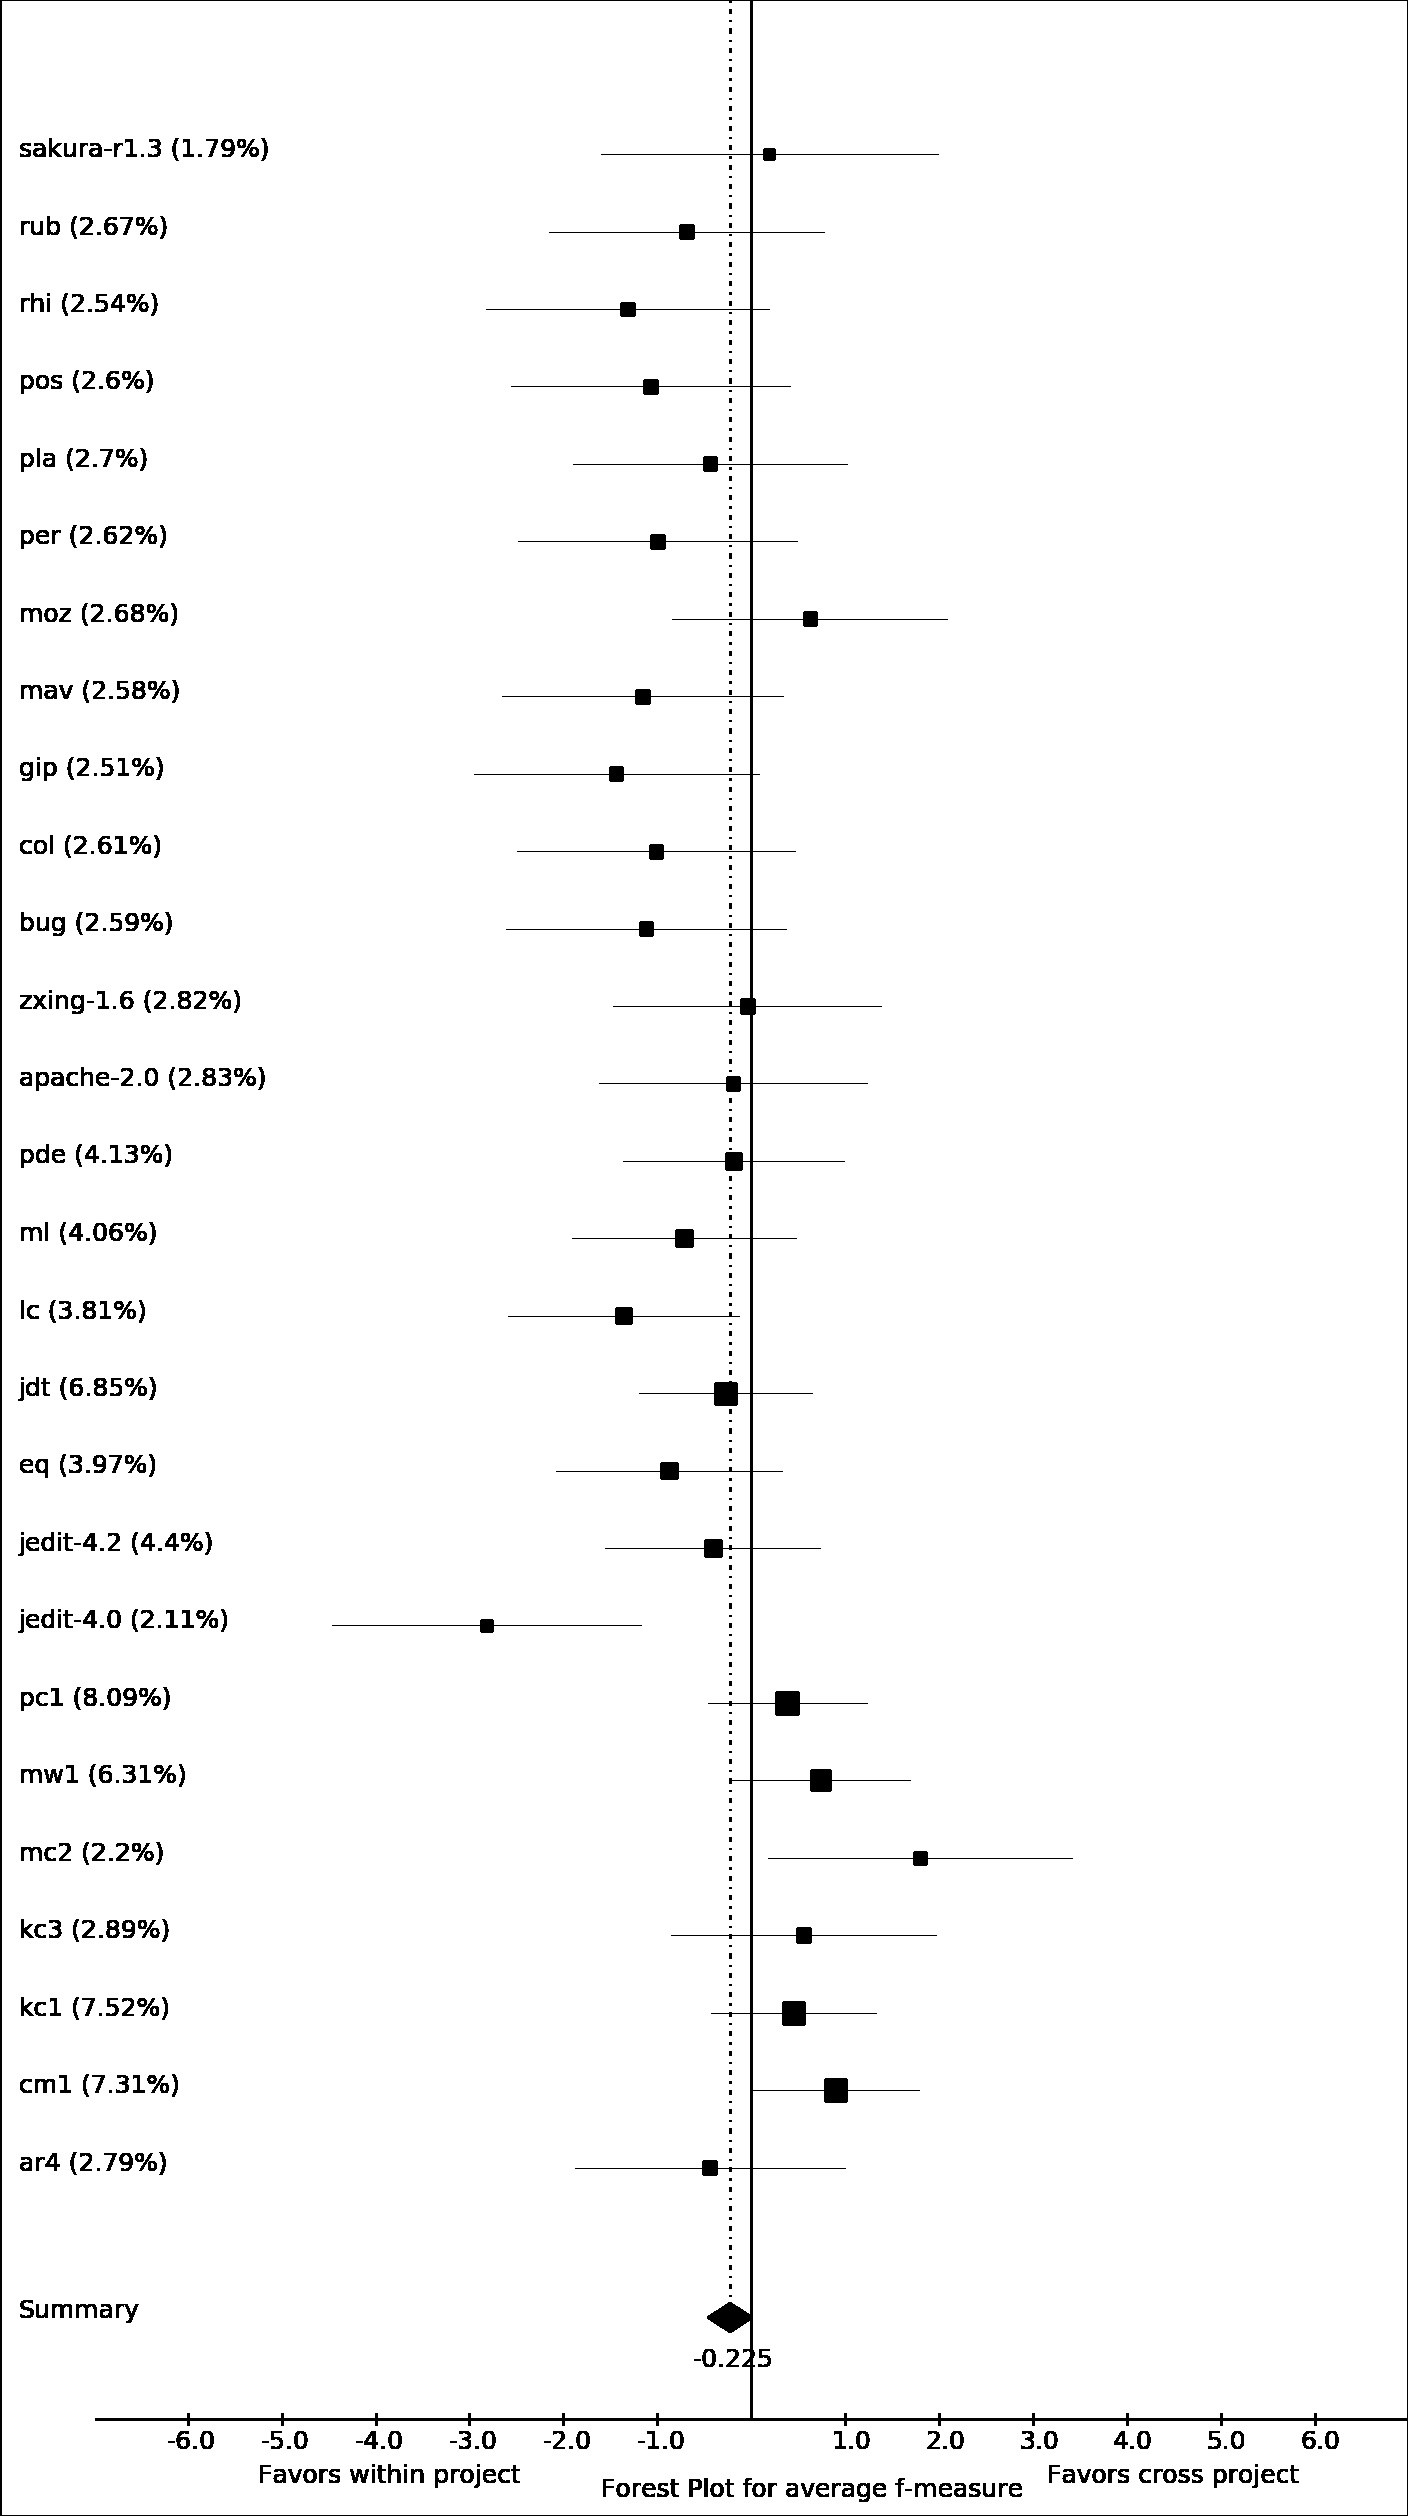 sakura-r1.3 (1.79%)
rub (2.67%)
rhi (2.54%)
pos (2.6%)
pla (2.7%)
per (2.62%)
moz (2.68%)
mav (2.58%)
gip (2.51%)
col (2.61%)
bug (2.59%)
zxing-1.6 (2.82%)
apache-2.0 (2.83%)
pde (4.13%)
ml (4.06%)
lc (3.81%)
jdt (6.85%)
eq (3.97%)
jedit-4.2 (4.4%)
jedit-4.0 (2.11%)
pc1 (8.09%)
mw1 (6.31%)
mc2 (2.2%)
kc3 (2.89%)
kc1 (7.52%)
cm1 (7.31%)
ar4 (2.79%)
Summary
-0.225
-6.0 -5.0 -4.0 -3.0 -2.0 -1.0 1.0 2.0 3.0 4.0 5.0 6.0
Favors within project Favors cross project
Forest Plot for average f-measure